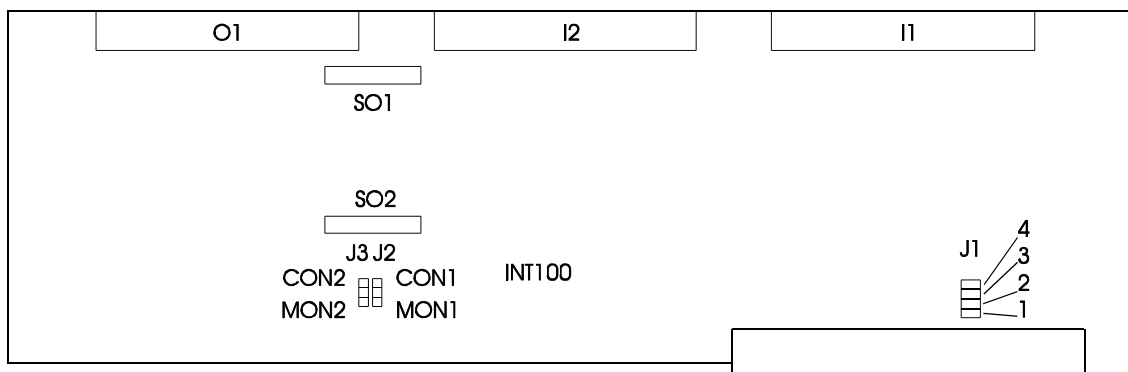 O1
I2
I1
SO1
SO2
J3 J2
CON2
CON1
MON2
MON1
INT100
J1
4
3
2
1